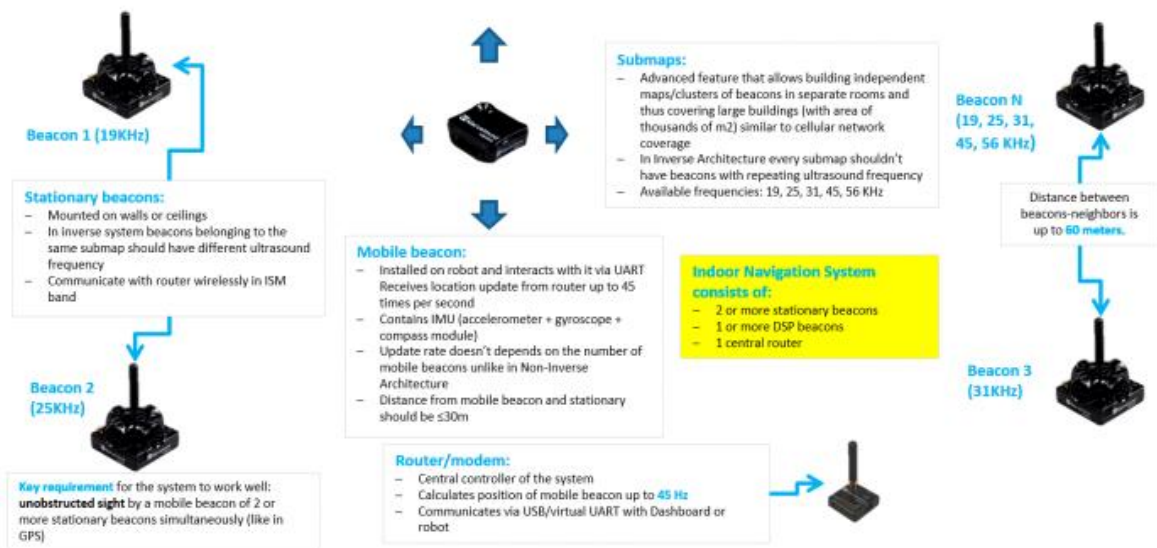 Beacon 1 (19KHz)
Stationary beacons:
– Mounted on walls or ceilings
– In inverse system beacons belonging to
the same submap should have different ultrasound
frequency
– Communicate with router wirelessly in ISM
band
Beacon 2
(25KHz)
Key requirement for the system to work well:
unobstructed sight by a mobile beacon of 2 or
more stationary beacons simultaneously (like in
GPS)
Mobile beacon:
– Installed on robot and interacts with it via UART
Receives location update from router up to 45
times per second
– Contains IMU (accelerometer + gyroscope +
compass module)
– Update rate doesn't depends on the number of
mobile beacons unlike in Non-Inverse
Architecture
– Distance from mobile beacon and stationary
should be ≤30m
Submaps:
– Advanced feature that allows building independent
maps/clusters of beacons in separate rooms and
thus covering large buildings (with area of
thousands of m2) similar to cellular network
coverage
– In Inverse Architecture every submap shouldn't
have beacons with repeating ultrasound frequency
– Available frequencies: 19, 25, 31, 45, 56 KHz
Indoor Navigation System
consists of:
– 2 or more stationary beacons
– 1 or more DSP beacons
– 1 central router
Router/modem:
– Central controller of the system
– Calculates position of mobile beacon up to 45 Hz
– Communicates via USB/virtual UART with Dashboard or
robot
Beacon N
(19, 25, 31,
45, 56 KHz)
Distance between
beacons-neighbors is
up to 60 meters.
Beacon 3
(31KHz)